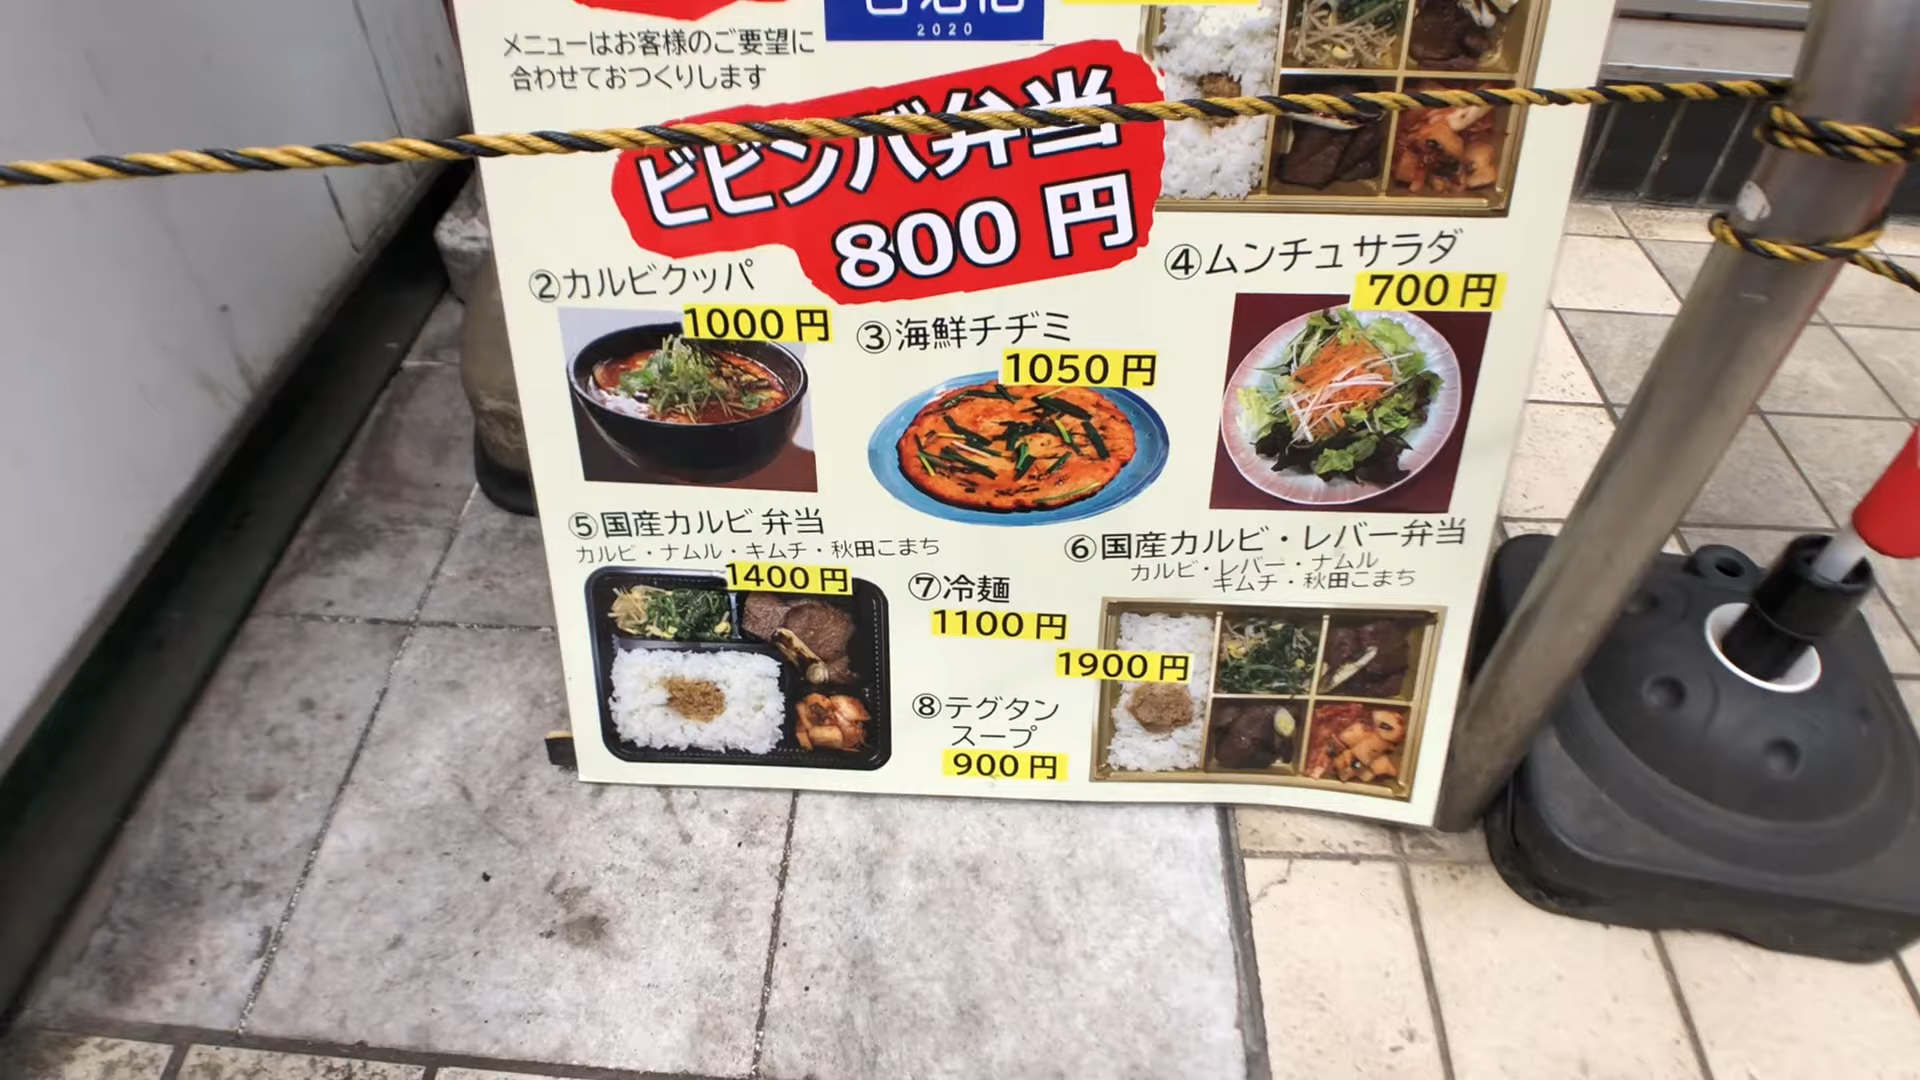 2020
メニューはお客様のご要望に
合わせておつくりします
ビビンバ弁当
800円
②カルビクッパ
1000円
③海鮮チヂミ
1050円
④ムンチュサラダ
700円
⑤国産カルビ弁当
カルビ・ナムル・キムチ・秋田こまち
1400円
⑥国産カルビ・レバー弁当
カルビ・レバー・ナムル
キムチ・秋田こまち
1900円
⑦冷麺
1100円
⑧テグタン
スープ
900円